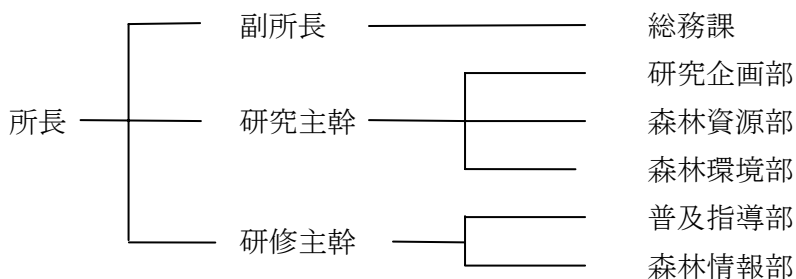 副所長 総務課
研究企画部
所長 研究主幹 森林資源部
森林環境部
普及指導部
研修主幹
森林情報部